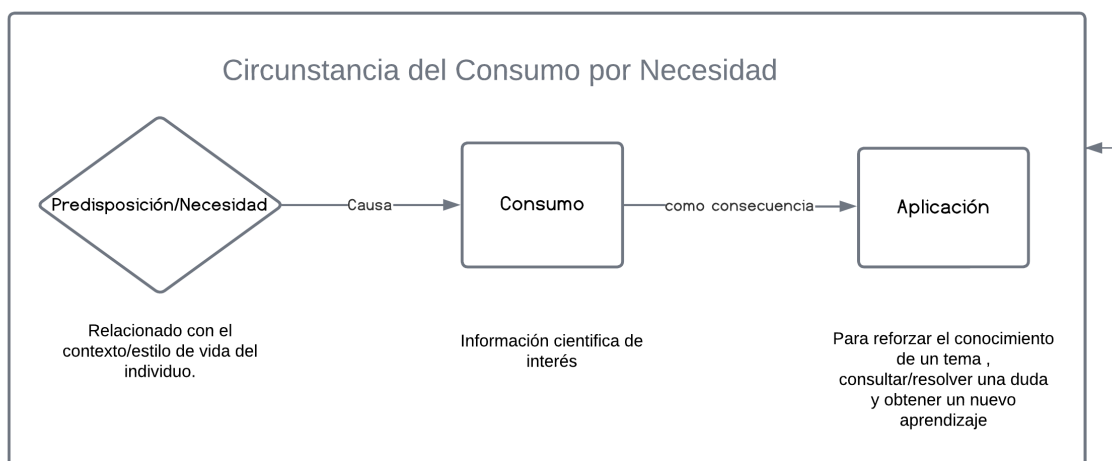 Circunstancia del Consumo por Necesidad
Predisposición/Necesidad
Causa
Consumo
como consecuencia
Aplicación
Relacionado con el
contexto/estilo de vida del
individuo.
Información cientifica de
interés
Para reforzar el conocimiento
de un tema ,
consultar/resolver una duda
y obtener un nuevo
aprendizaje